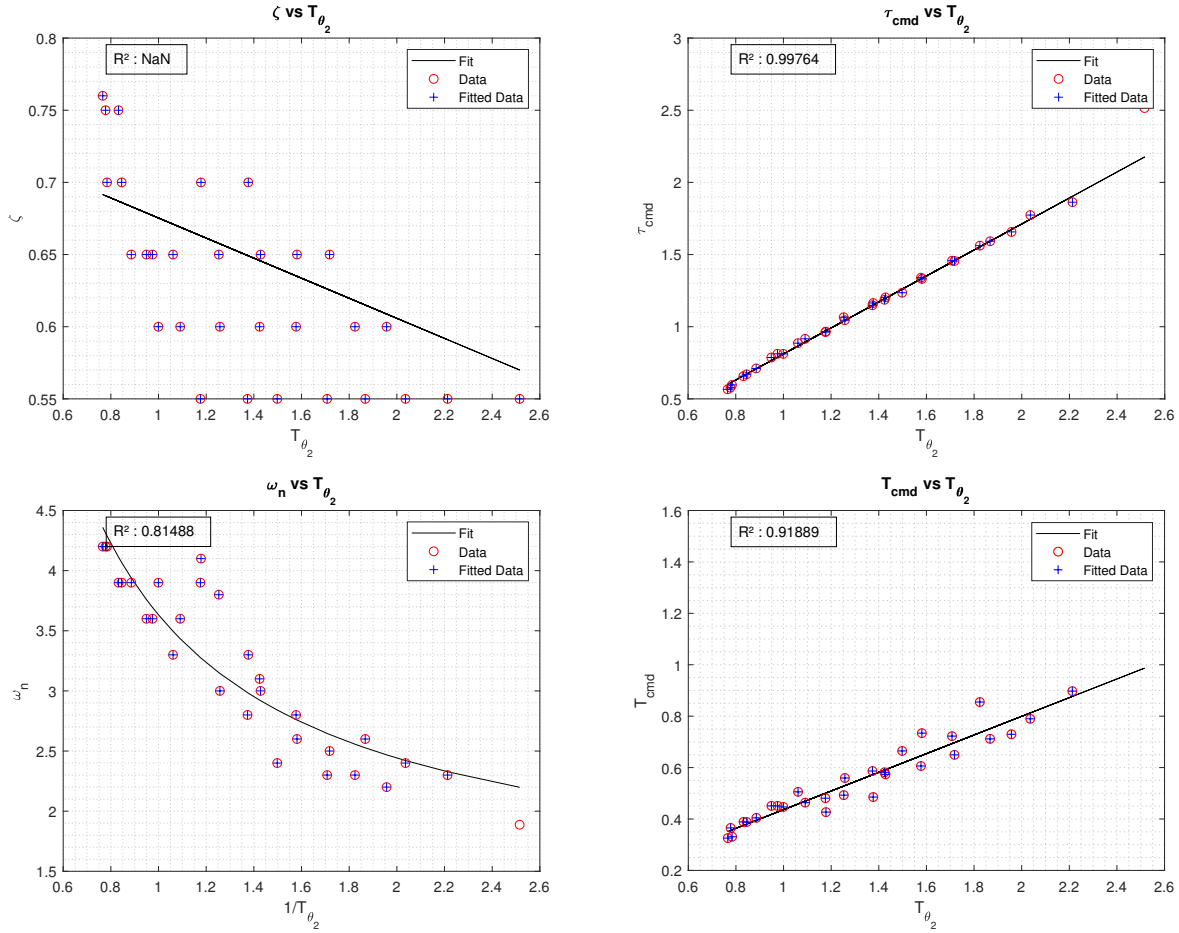 ζ vs T_θ₂
R² : NaN
Fit
Data
Fitted Data
0.8
0.75
0.7
0.65
0.6
0.55
ζ
0.6 0.8 1 1.2 1.4 1.6 1.8 2 2.2 2.4 2.6
T_θ₂
τ_cmd vs T_θ₂
R² : 0.99764
Fit
Data
Fitted Data
3
2.5
2
1.5
1
0.5
τ_cmd
0.6 0.8 1 1.2 1.4 1.6 1.8 2 2.2 2.4 2.6
T_θ₂
ω_n vs T_θ₂
R² : 0.81488
Fit
Data
Fitted Data
4.5
4
3.5
3
2.5
2
1.5
ω_n
0.6 0.8 1 1.2 1.4 1.6 1.8 2 2.2 2.4 2.6
1/T_θ₂
T_cmd vs T_θ₂
R² : 0.91889
Fit
Data
Fitted Data
1.6
1.4
1.2
1
0.8
0.6
0.4
0.2
T_cmd
0.6 0.8 1 1.2 1.4 1.6 1.8 2 2.2 2.4 2.6
T_θ₂